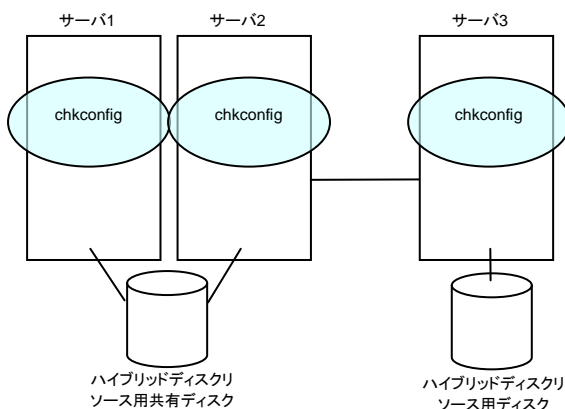 サーバ1
サーバ2
サーバ3
chkconfig
chkconfig
chkconfig
ハイブリッドディスクリ
ソース用共有ディスク
ハイブリッドディスクリ
ソース用ディスク